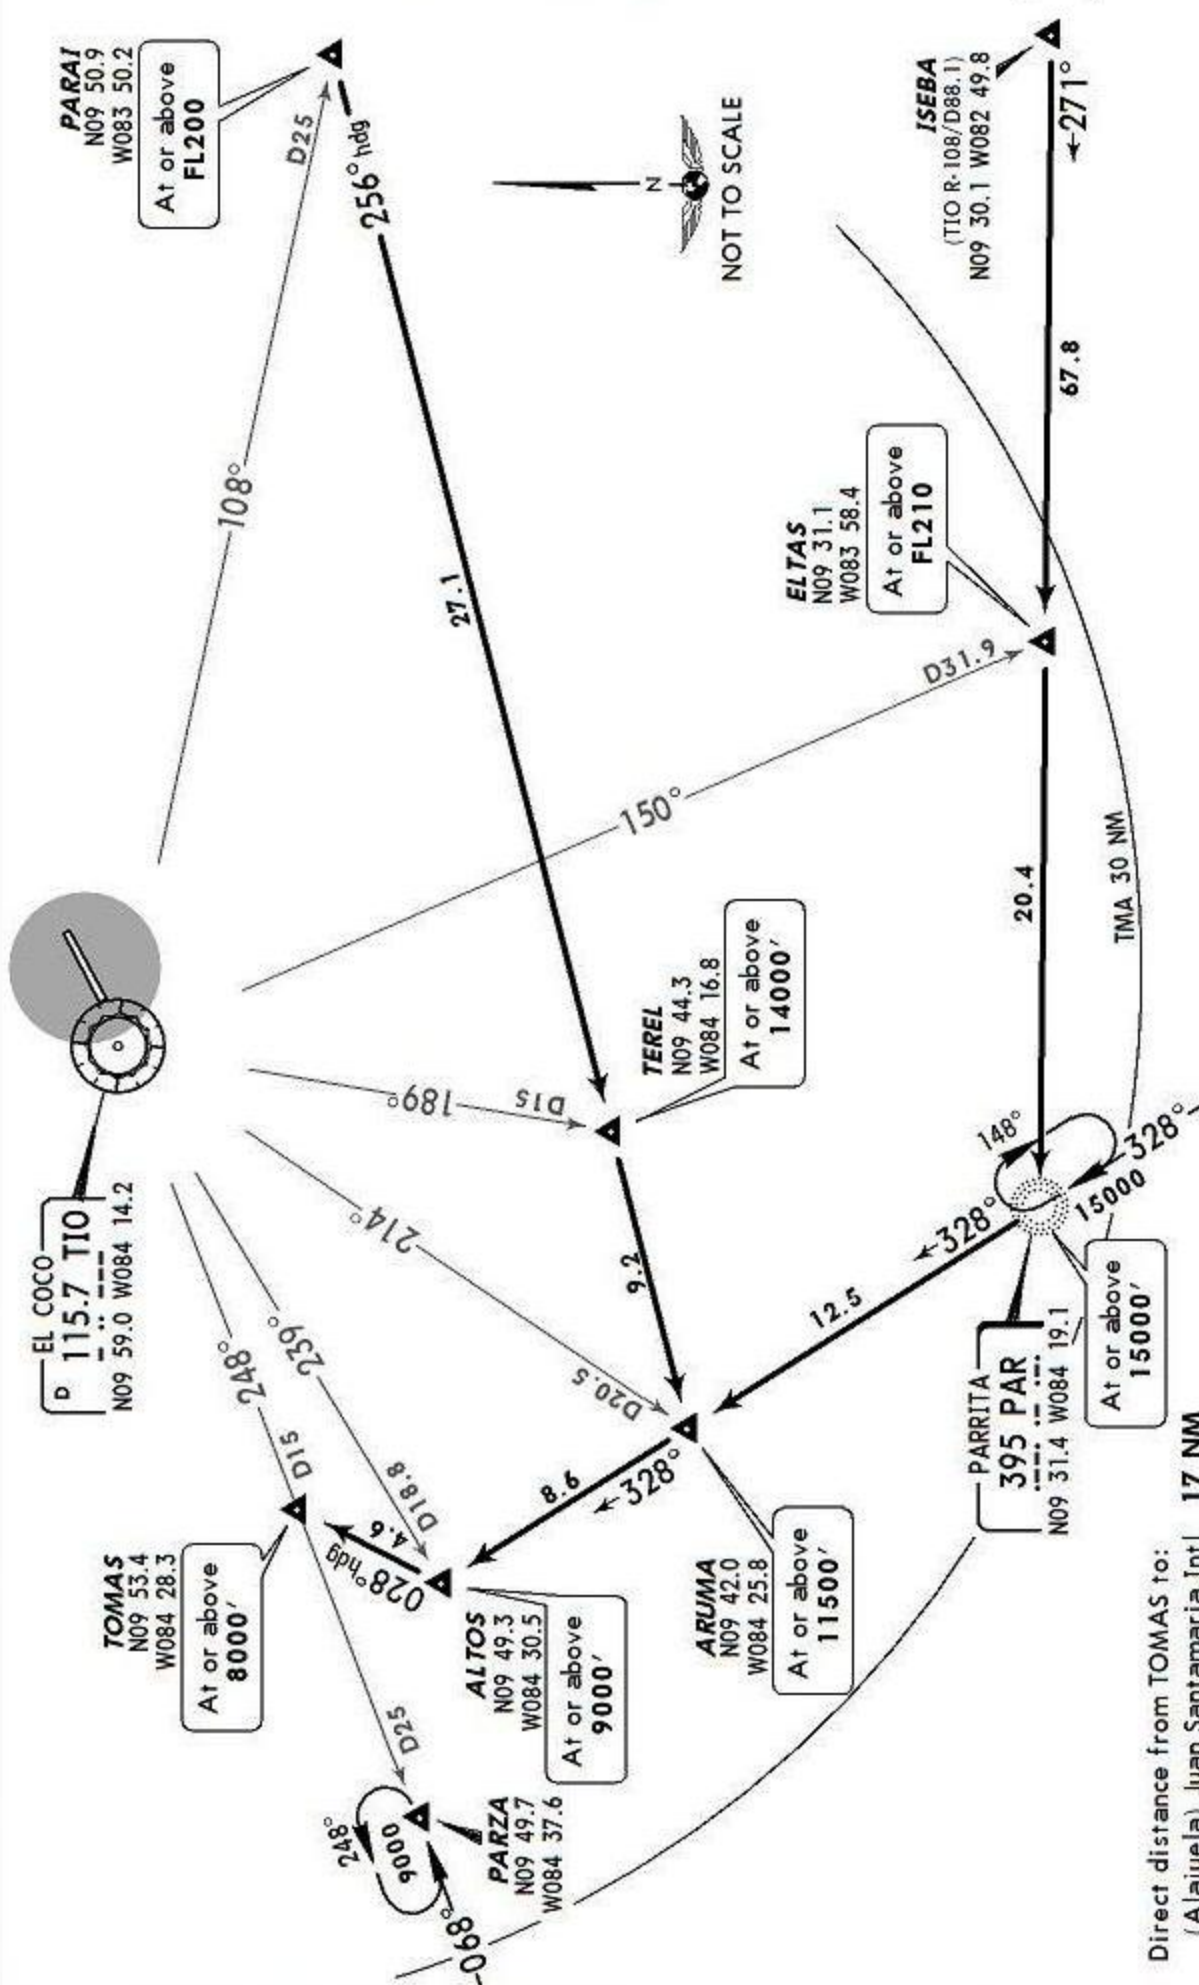 PARAI
N09 50.9
W083 50.2
At or above
FL200
D25
256° hdg
108°
27.1
N
NOT TO SCALE
ISEBA
(TIO R-108/D88.1)
N09 30.1 W082 49.8
←271°
67.8
ELTAS
N09 31.1
W083 58.4
At or above
FL210
D31.9
150°
20.4
TMA 30 NM
EL COCO
D 115.7 TIO
N09 59.0 W084 14.2
189°
D15
TEREL
N09 44.3
W084 16.8
At or above
14000'
214°
D20.5
9.2
239°
D18.8
248°
D15
148°
328°
15000
←328°
12.5
PARRITA
395 PAR
N09 31.4 W084 19.1
At or above
15000'
8.6
←328°
ARUMA
N09 42.0
W084 25.8
At or above
11500'
4.6
028° hdg
TOMAS
N09 53.4
W084 28.3
At or above
8000'
ALTOS
N09 49.3
W084 30.5
At or above
9000'
D25
248°
9000
068°
PARZA
N09 49.7
W084 37.6
Direct distance from TOMAS to:
(Alajuela) Juan Santamaria Intl 17 NM